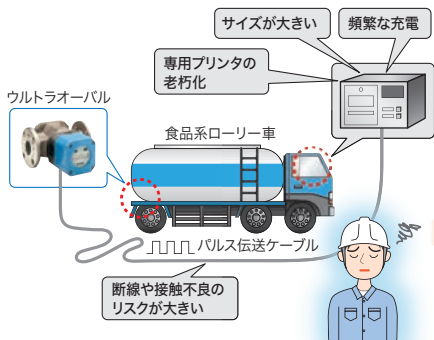 サイズが大きい
頻繁な充電
専用プリンタの
老朽化
ウルトラオーバル
食品系ローリー車
パルス伝送ケーブル
断線や接触不良の
リスクが大きい